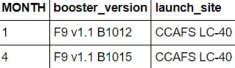 MONTH booster_version launch_site
1 F9 v1.1 B1012 CCAFS LC-40
4 F9 v1.1 B1015 CCAFS LC-40